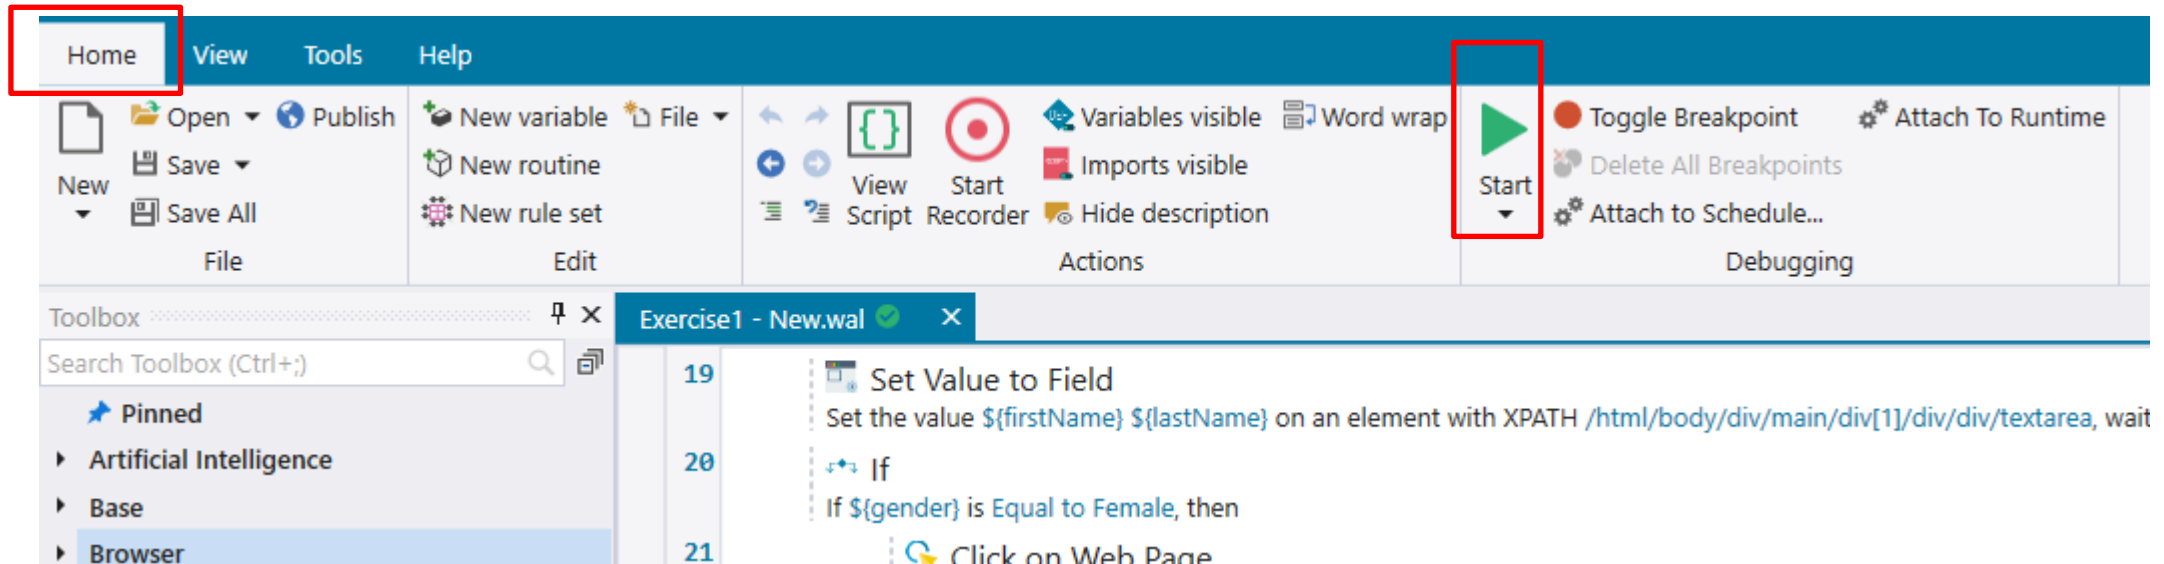 Home View Tools Help
Open Publish New variable File Variables visible Word wrap Toggle Breakpoint Attach To Runtime
Save New routine Imports visible Delete All Breakpoints
New View Start Start
Save All New rule set Script Recorder Hide description Attach to Schedule...
File Edit Actions Debugging
Toolbox Exercise1 - New.wal
Search Toolbox (Ctrl+;)
19 Set Value to Field
Pinned Set the value ${firstName} ${lastName} on an element with XPATH /html/body/div/main/div[1]/div/div/textarea, wait
Artificial Intelligence 20 If
Base If ${gender} is Equal to Female, then
Browser 21 Click on Web Page